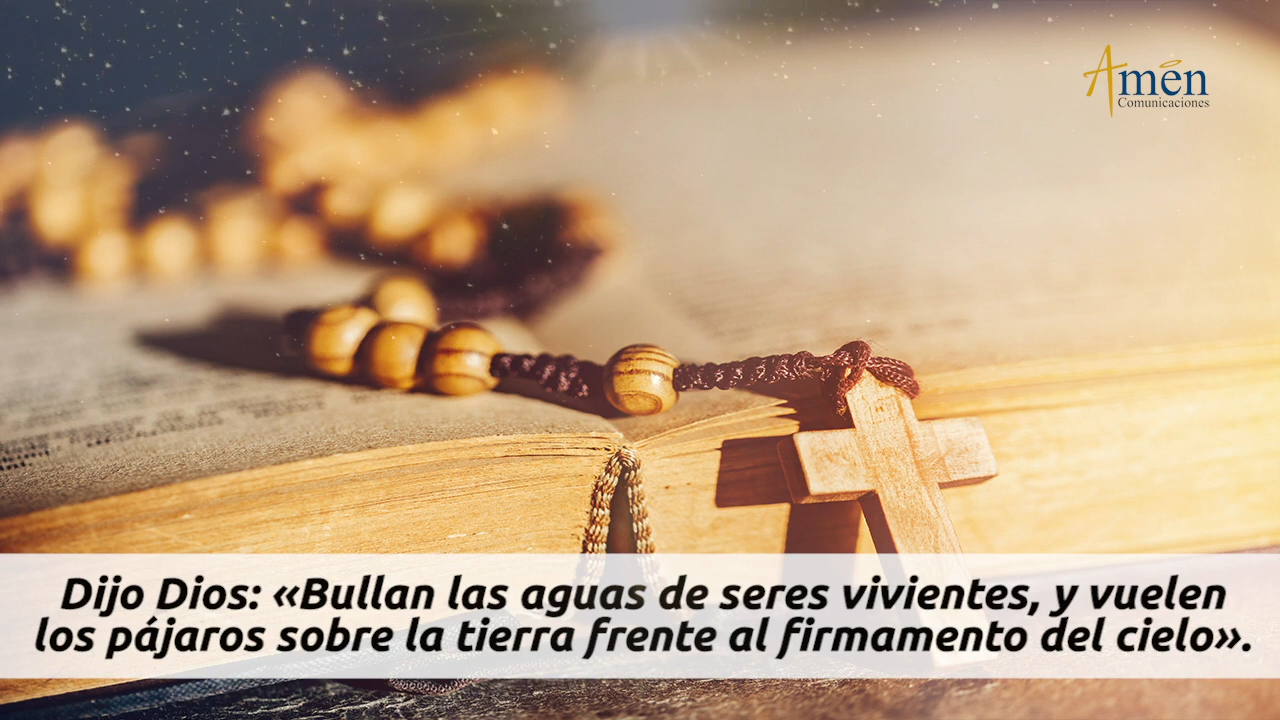 Amén
Comunicaciones
Dijo Dios: «Bullan las aguas de seres vivientes, y vuelen
los pájaros sobre la tierra frente al firmamento del cielo».